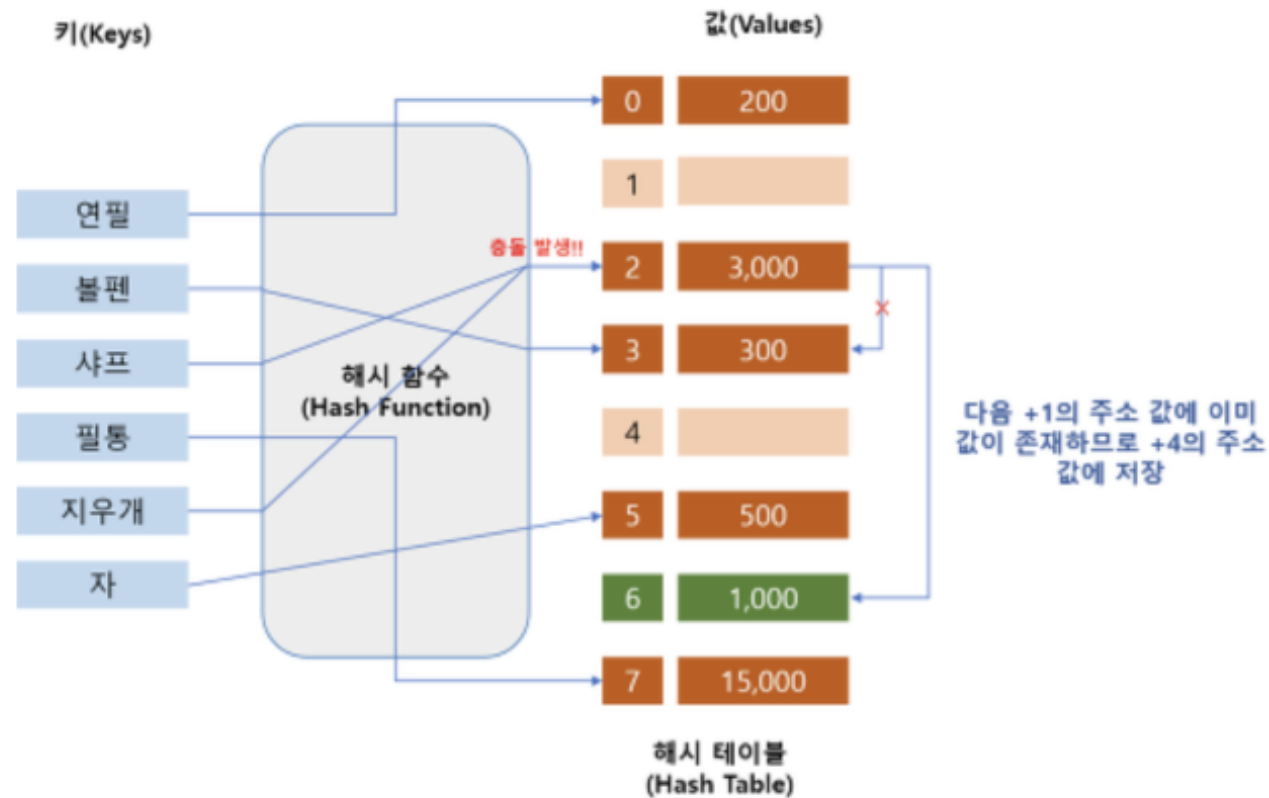 키(Keys)
값(Values)
연필
볼펜
샤프
필통
지우개
자
해시 함수
(Hash Function)
충돌 발생!!
0 200
1
2 3,000
3 300
4
5 500
6 1,000
7 15,000
다음 +1의 주소 값에 이미
값이 존재하므로 +4의 주소
값에 저장
해시 테이블
(Hash Table)